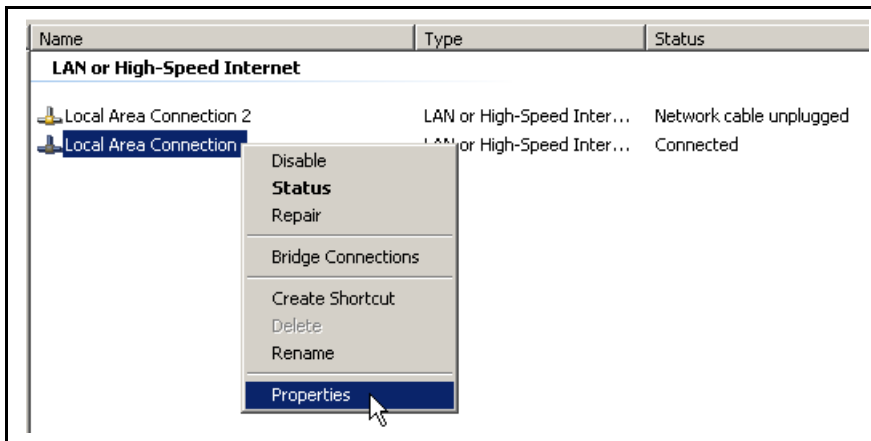 Name Type Status
LAN or High-Speed Internet
Local Area Connection 2 LAN or High-Speed Inter... Network cable unplugged
Local Area Connection LAN or High-Speed Inter... Connected
Disable
Status
Repair
Bridge Connections
Create Shortcut
Delete
Rename
Properties